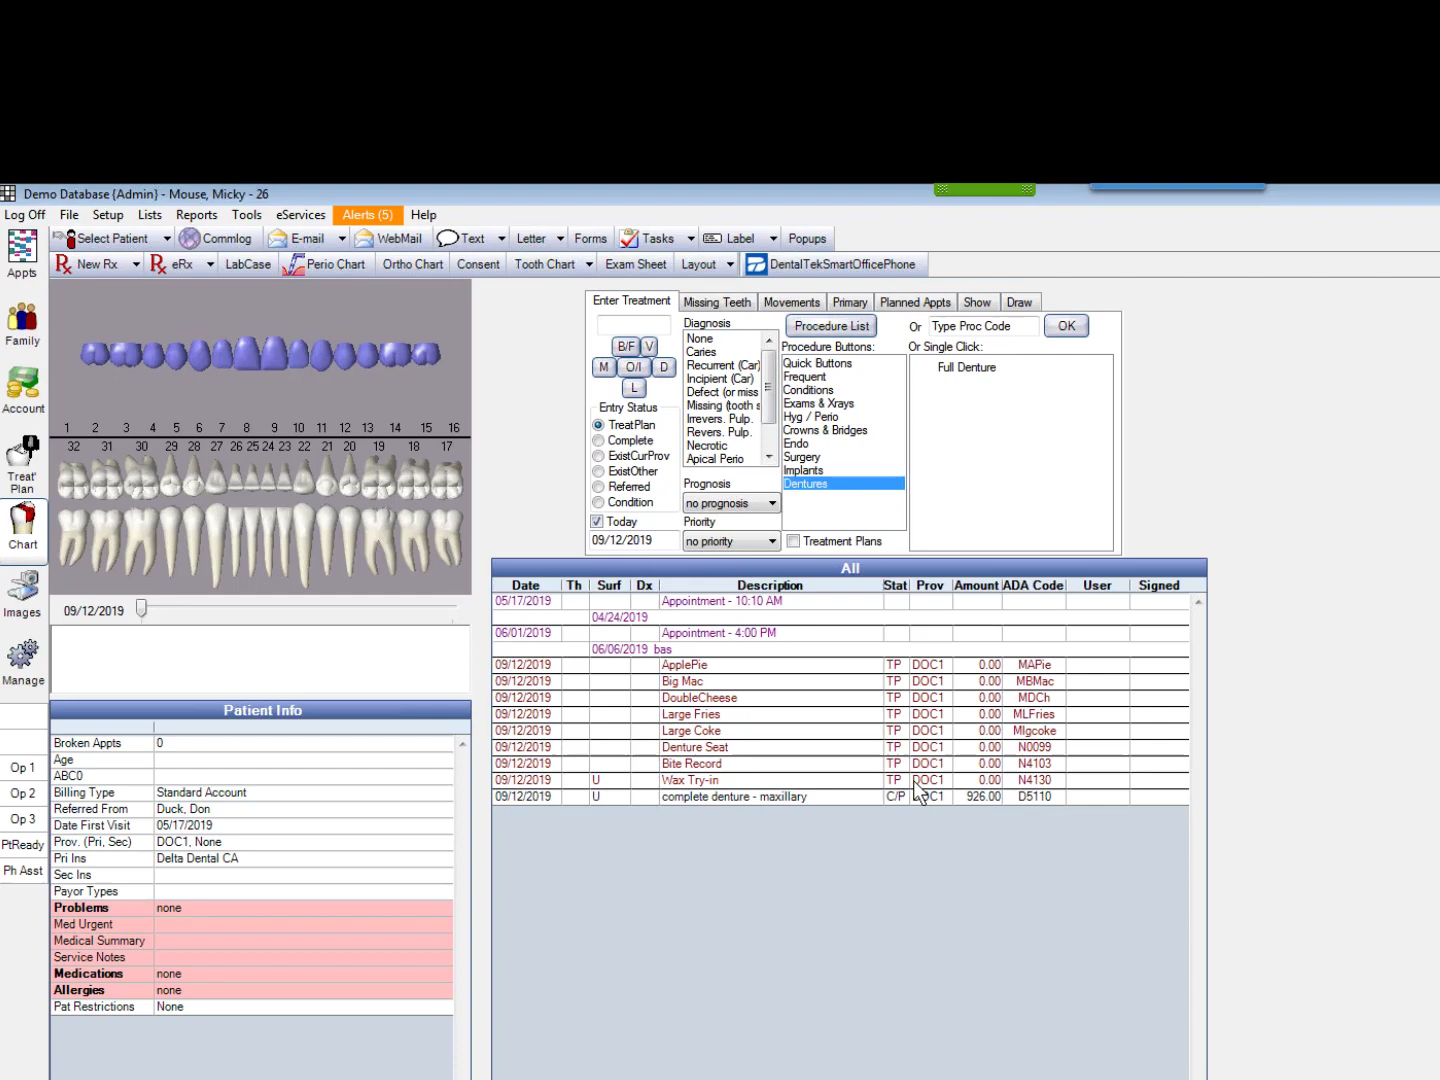 Demo Database {Admin} - Mouse, Micky - 26
Log Off File Setup Lists Reports Tools eServices Alerts (5) Help
Select Patient Commlog E-mail WebMail Text Letter Forms Tasks Label Popups
New Rx eRx LabCase Perio Chart Ortho Chart Consent Tooth Chart Exam Sheet Layout DentalTekSmartOfficePhone
Appts
Family
Account
Treat'
Plan
Chart
Images
Manage
Op 1
Op 2
Op 3
PtReady
Ph Asst
1 2 3 4 5 6 7 8 9 10 11 12 13 14 15 16
32 31 30 29 28 27 26 25 24 23 22 21 20 19 18 17
09/12/2019
Enter Treatment Missing Teeth Movements Primary Planned Appts Show Draw
B/F V
M O/I D
L
Entry Status
TreatPlan
Complete
ExistCurProv
ExistOther
Referred
Condition
Today
09/12/2019
Diagnosis
None
Caries
Recurrent (Car)
Incipient (Car)
Defect (or miss
Missing (tooth s
Irrevers. Pulp.
Revers. Pulp.
Necrotic
Apical Perio
Prognosis
no prognosis
Priority
no priority
Procedure List
Or Type Proc Code OK
Procedure Buttons:
Quick Buttons
Frequent
Conditions
Exams & Xrays
Hyg / Perio
Crowns & Bridges
Endo
Surgery
Implants
Dentures
Treatment Plans
Or Single Click:
Full Denture
All
Date Th Surf Dx Description Stat Prov Amount ADA Code User Signed
05/17/2019 Appointment - 10:10 AM
04/24/2019
06/01/2019 Appointment - 4:00 PM
06/06/2019 bas
09/12/2019 ApplePie TP DOC1 0.00 MAPie
09/12/2019 Big Mac TP DOC1 0.00 MBMac
09/12/2019 DoubleCheese TP DOC1 0.00 MDCh
09/12/2019 Large Fries TP DOC1 0.00 MLFries
09/12/2019 Large Coke TP DOC1 0.00 Mlgcoke
09/12/2019 Denture Seat TP DOC1 0.00 N0099
09/12/2019 Bite Record TP DOC1 0.00 N4103
09/12/2019 U Wax Try-in TP DOC1 0.00 N4130
09/12/2019 U complete denture - maxillary C/P DOC1 926.00 D5110
Patient Info
Broken Appts 0
Age
ABC0
Billing Type Standard Account
Referred From Duck, Don
Date First Visit 05/17/2019
Prov. (Pri, Sec) DOC1, None
Pri Ins Delta Dental CA
Sec Ins
Payor Types
Problems none
Med Urgent
Medical Summary
Service Notes
Medications none
Allergies none
Pat Restrictions None